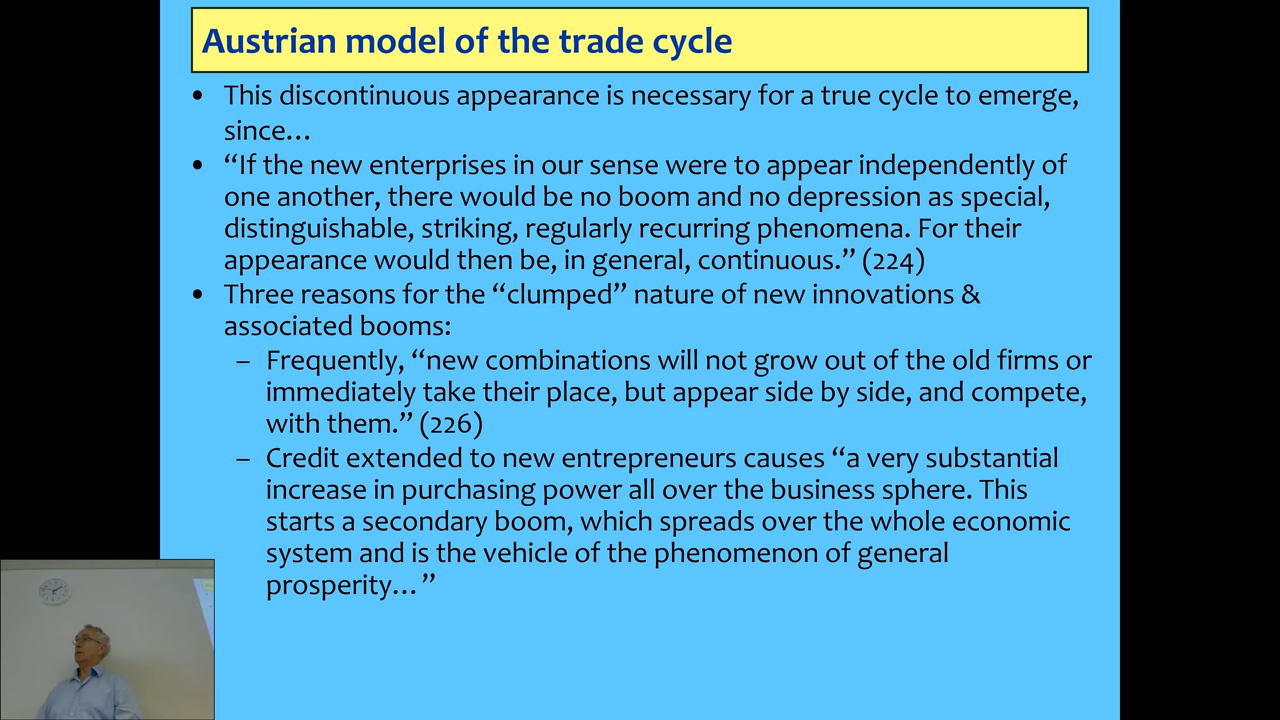 Austrian model of the trade cycle
• This discontinuous appearance is necessary for a true cycle to emerge,
since…
• “If the new enterprises in our sense were to appear independently of
one another, there would be no boom and no depression as special,
distinguishable, striking, regularly recurring phenomena. For their
appearance would then be, in general, continuous.” (224)
• Three reasons for the “clumped” nature of new innovations &
associated booms:
– Frequently, “new combinations will not grow out of the old firms or
immediately take their place, but appear side by side, and compete,
with them.” (226)
– Credit extended to new entrepreneurs causes “a very substantial
increase in purchasing power all over the business sphere. This
starts a secondary boom, which spreads over the whole economic
system and is the vehicle of the phenomenon of general
prosperity…”